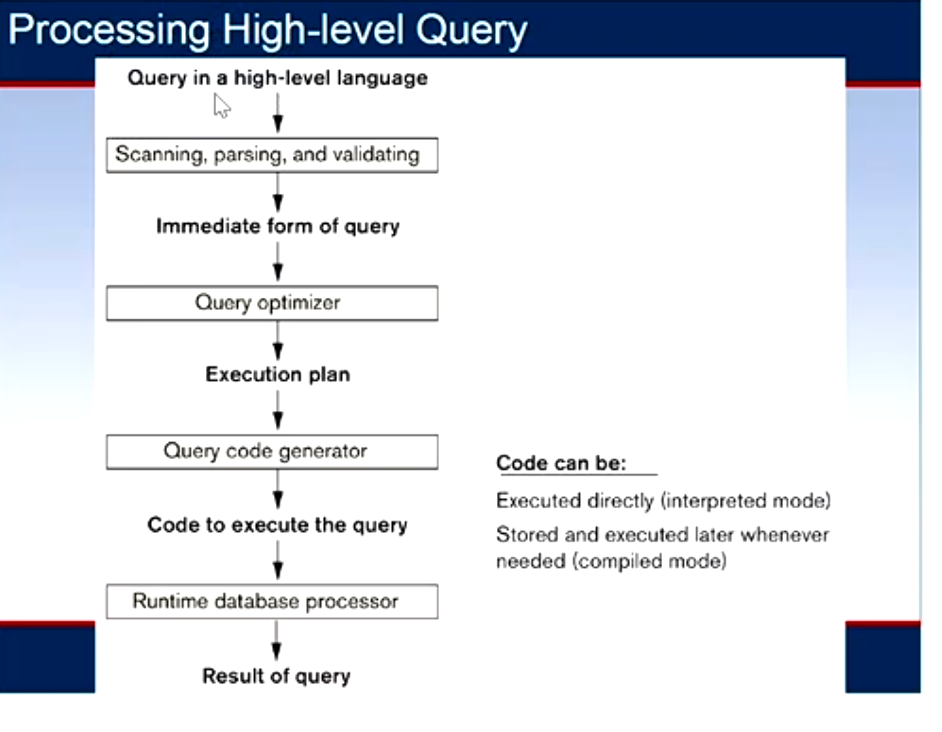 Processing High-level Query
Query in a high-level language
Scanning, parsing, and validating
Immediate form of query
Query optimizer
Execution plan
Query code generator
Code to execute the query
Runtime database processor
Result of query
Code can be:
Executed directly (interpreted mode)
Stored and executed later whenever
needed (compiled mode)